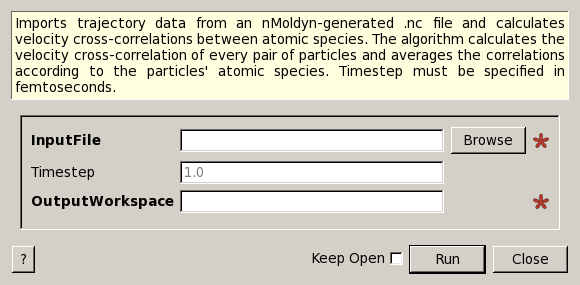 Imports trajectory data from an nMoldyn-generated .nc file and calculates
velocity cross-correlations between atomic species. The algorithm calculates the
velocity cross-correlation of every pair of particles and averages the correlations
according to the particles' atomic species. Timestep must be specified in
femtoseconds.
InputFile Browse *
Timestep 1.0
OutputWorkspace *
? Keep Open Run Close